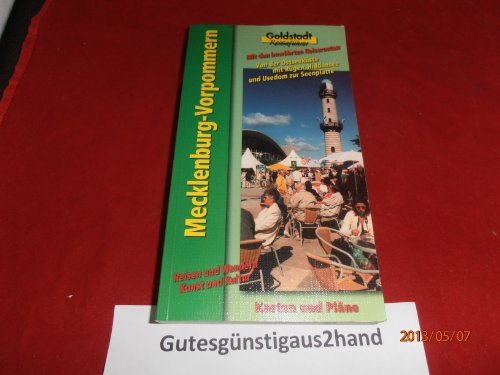 Goldstadt
Reiseführer
Mit den bewährten Reiserouten
Von der Ostseeküste
mit Rügen, Hiddensee
und Usedom zur Seenplatte
Mecklenburg-Vorpommern
Reisen und Wandern
Kunst und Kultur
Karten und Pläne
Gutesgünstigaus2hand
2013/05/07